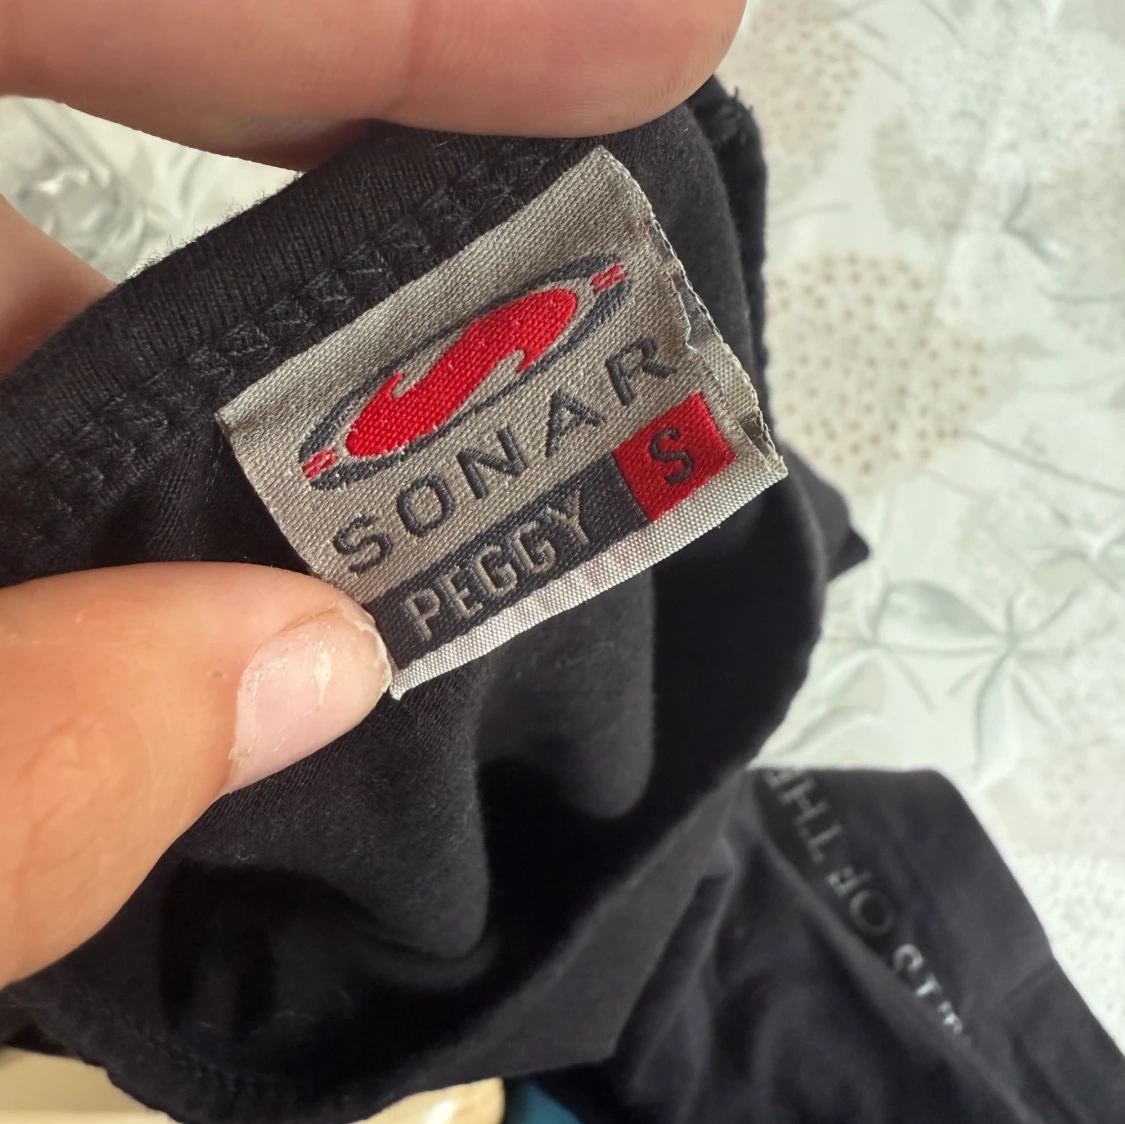 SONAR
PEGGY S
OF THE